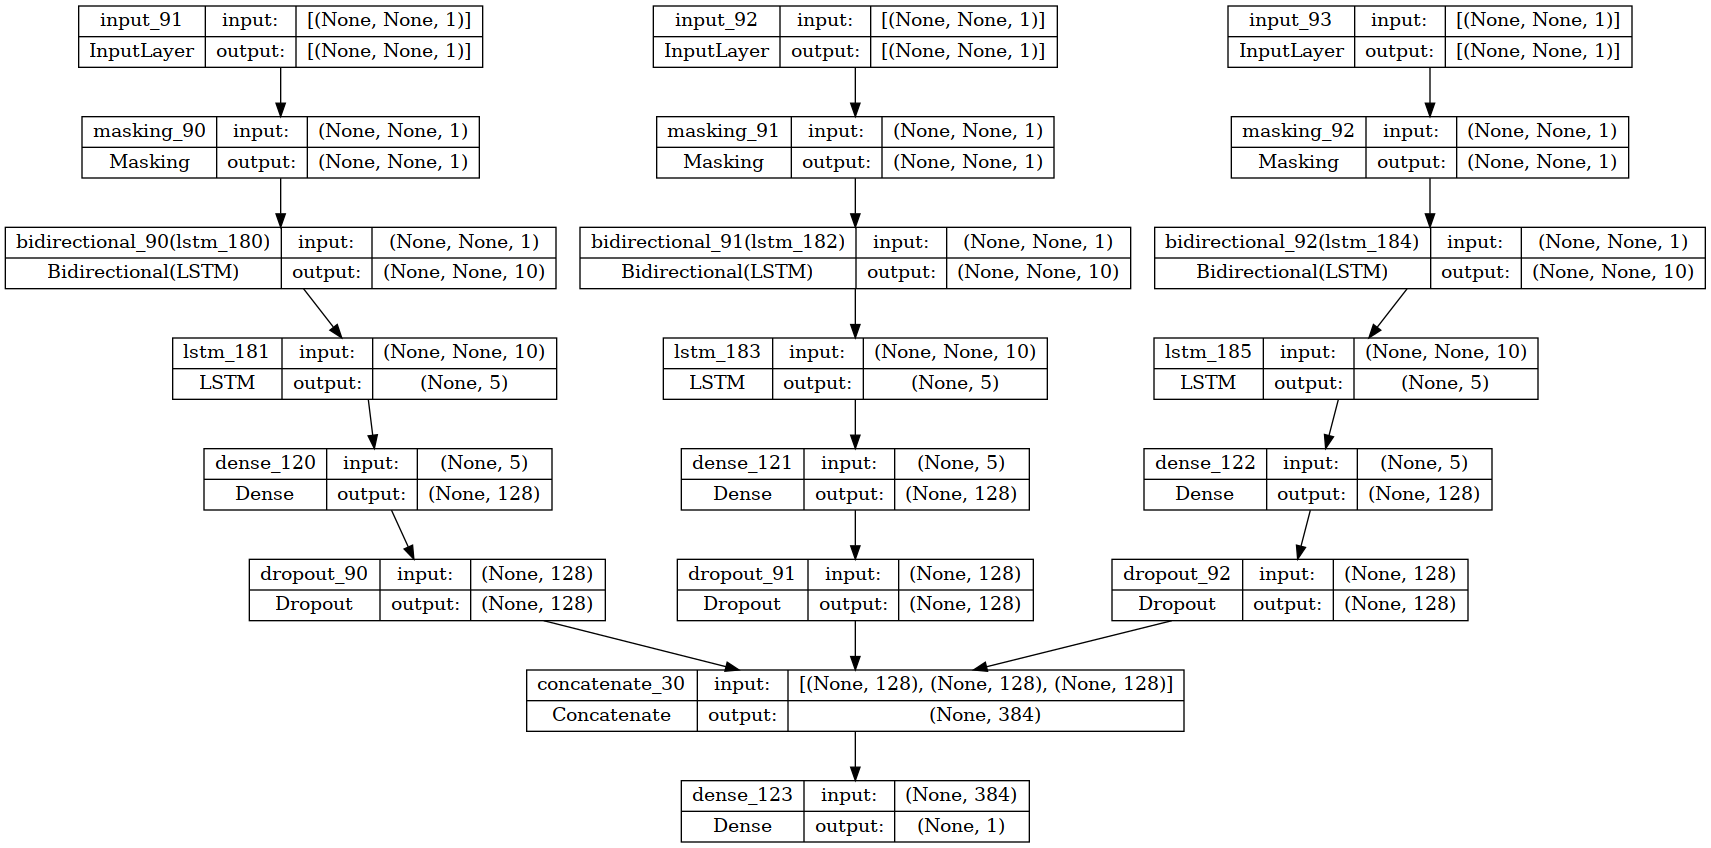 input_91 input: [(None, None, 1)]
InputLayer output: [(None, None, 1)]
input_92 input: [(None, None, 1)]
InputLayer output: [(None, None, 1)]
input_93 input: [(None, None, 1)]
InputLayer output: [(None, None, 1)]
masking_90 input: (None, None, 1)
Masking output: (None, None, 1)
masking_91 input: (None, None, 1)
Masking output: (None, None, 1)
masking_92 input: (None, None, 1)
Masking output: (None, None, 1)
bidirectional_90(lstm_180) input: (None, None, 1)
Bidirectional(LSTM) output: (None, None, 10)
bidirectional_91(lstm_182) input: (None, None, 1)
Bidirectional(LSTM) output: (None, None, 10)
bidirectional_92(lstm_184) input: (None, None, 1)
Bidirectional(LSTM) output: (None, None, 10)
lstm_181 input: (None, None, 10)
LSTM output: (None, 5)
lstm_183 input: (None, None, 10)
LSTM output: (None, 5)
lstm_185 input: (None, None, 10)
LSTM output: (None, 5)
dense_120 input: (None, 5)
Dense output: (None, 128)
dense_121 input: (None, 5)
Dense output: (None, 128)
dense_122 input: (None, 5)
Dense output: (None, 128)
dropout_90 input: (None, 128)
Dropout output: (None, 128)
dropout_91 input: (None, 128)
Dropout output: (None, 128)
dropout_92 input: (None, 128)
Dropout output: (None, 128)
concatenate_30 input: [(None, 128), (None, 128), (None, 128)]
Concatenate output: (None, 384)
dense_123 input: (None, 384)
Dense output: (None, 1)